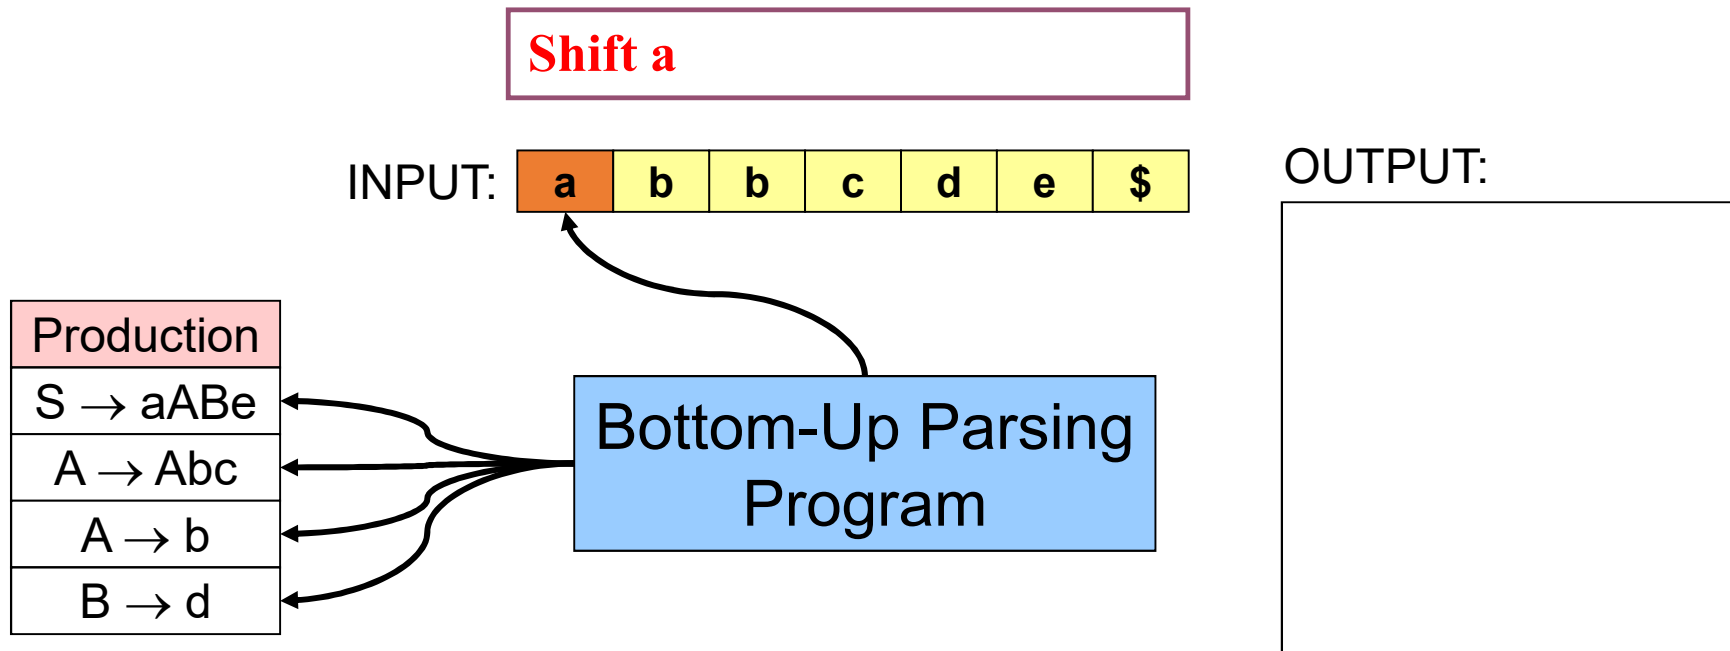 Shift a
INPUT: a b b c d e $
OUTPUT:
Production
S → aABe
A → Abc
A → b
B → d
Bottom-Up Parsing
Program